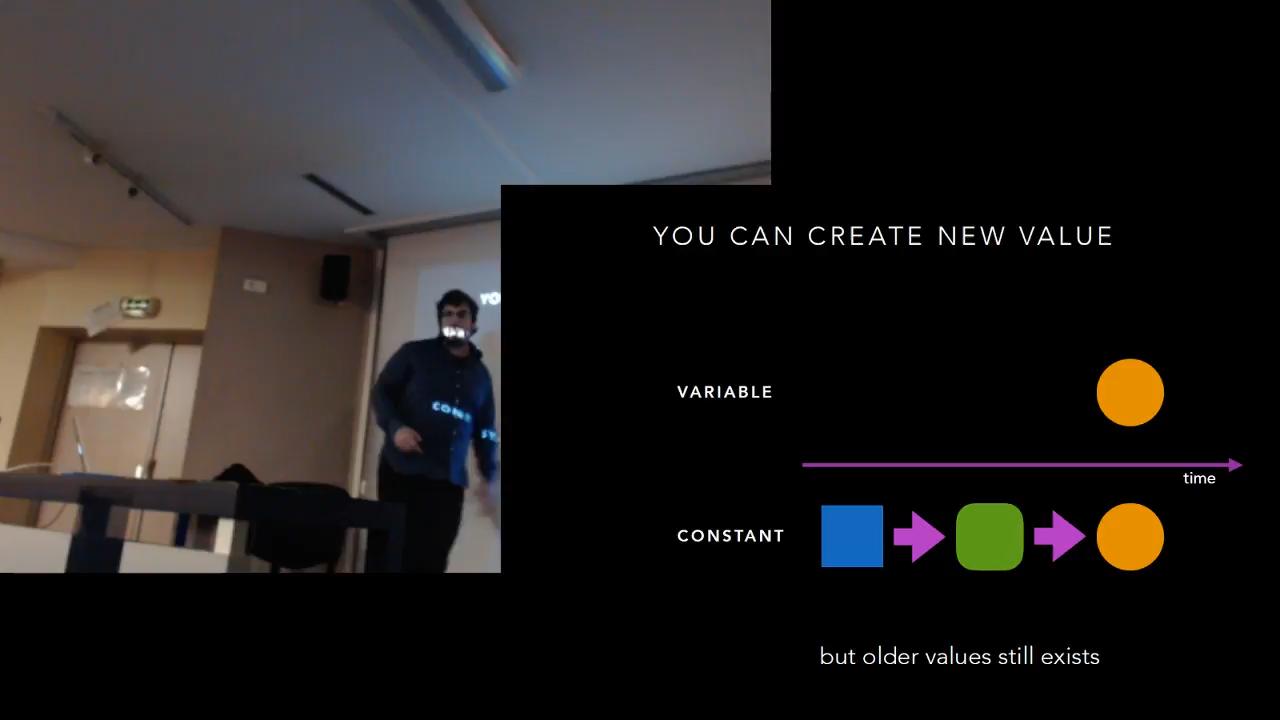 YOU CAN CREATE NEW VALUE
VARIABLE
time
CONSTANT
but older values still exists